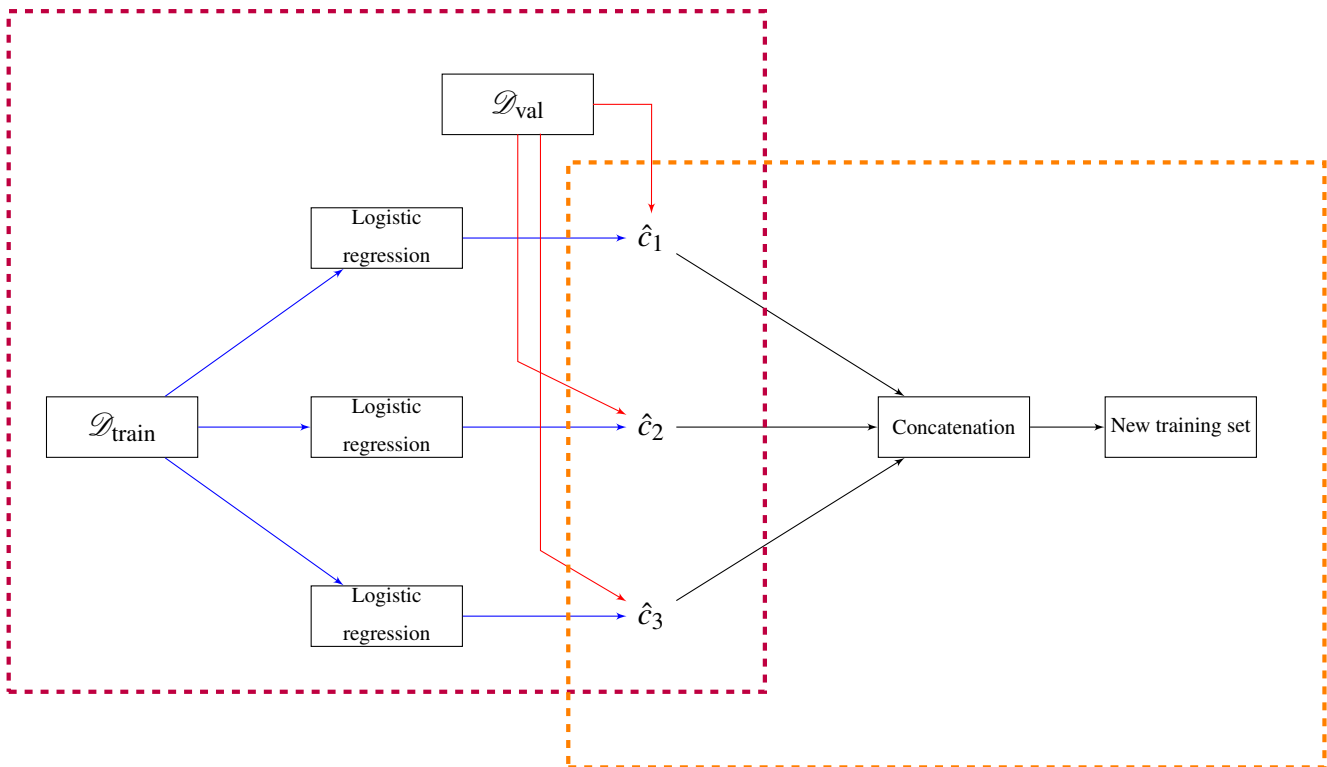 𝒟val
Logistic
regression
ĉ1
𝒟train
Logistic
regression
ĉ2
Concatenation
New training set
Logistic
regression
ĉ3